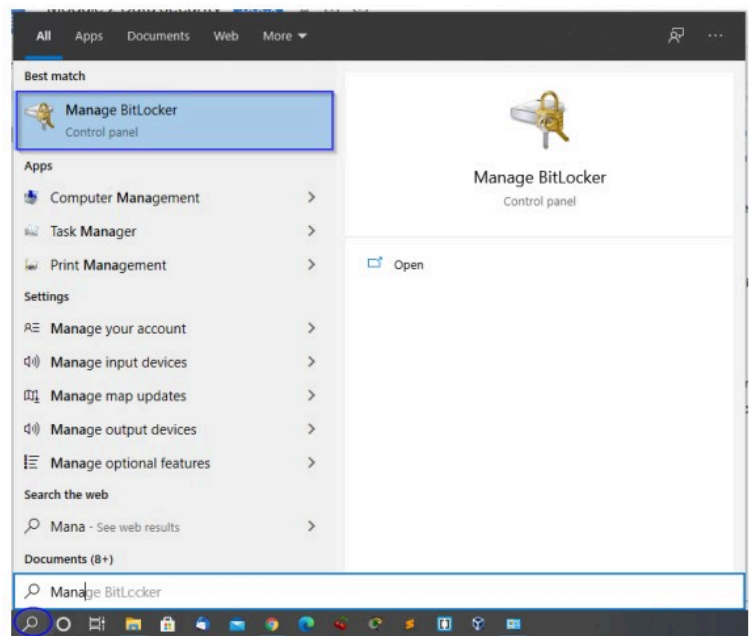 All Apps Documents Web More
Best match
Manage BitLocker
Control panel
Apps
Computer Management
Task Manager
Print Management
Settings
Manage your account
Manage input devices
Manage map updates
Manage output devices
Manage optional features
Search the web
Mana - See web results
Documents (8+)
Manage BitLocker
Manage BitLocker
Control panel
Open